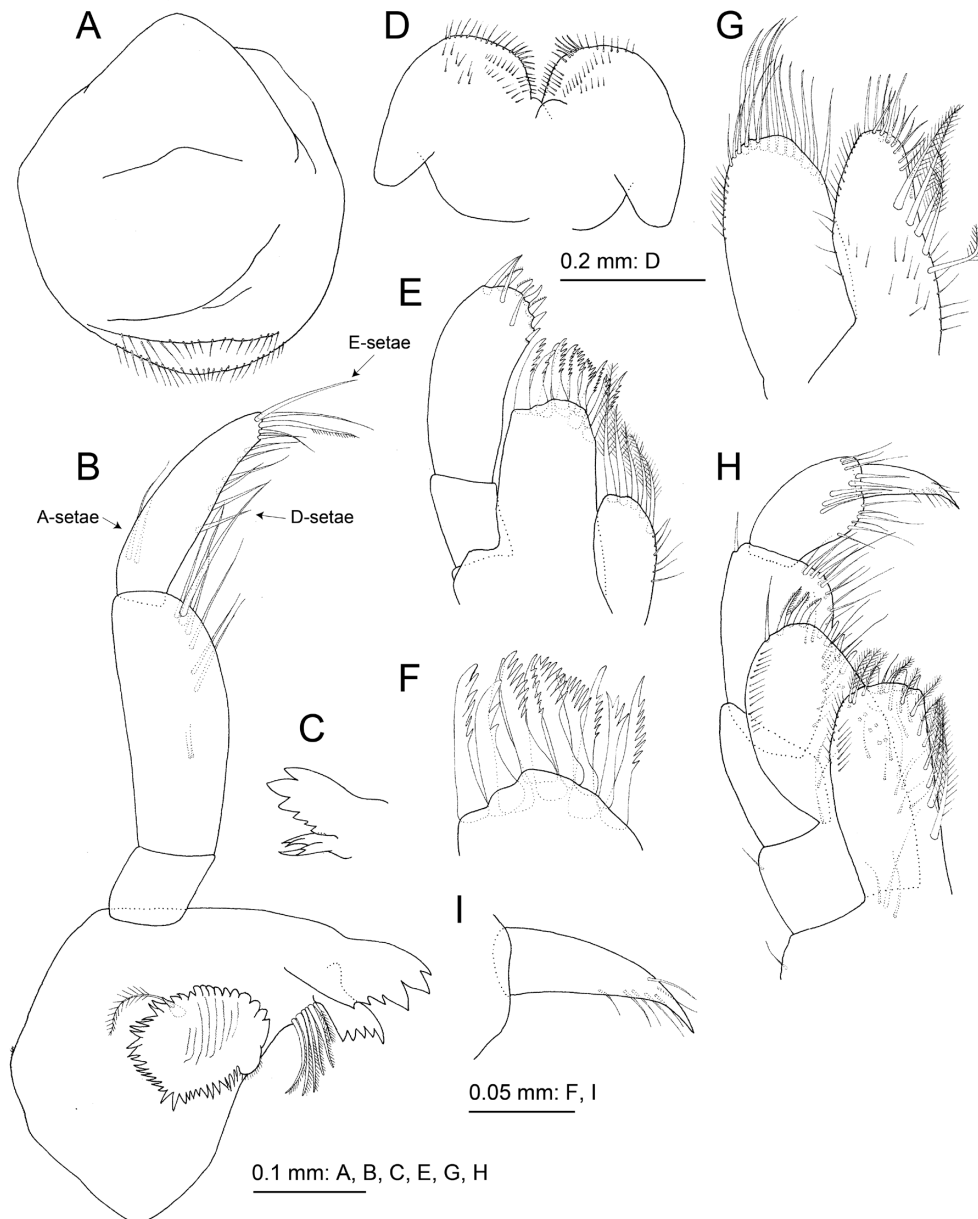 A
D
G
0.2 mm: D
E
E-setae
B
A-setae
D-setae
H
F
C
I
0.05 mm: F, I
0.1 mm: A, B, C, E, G, H